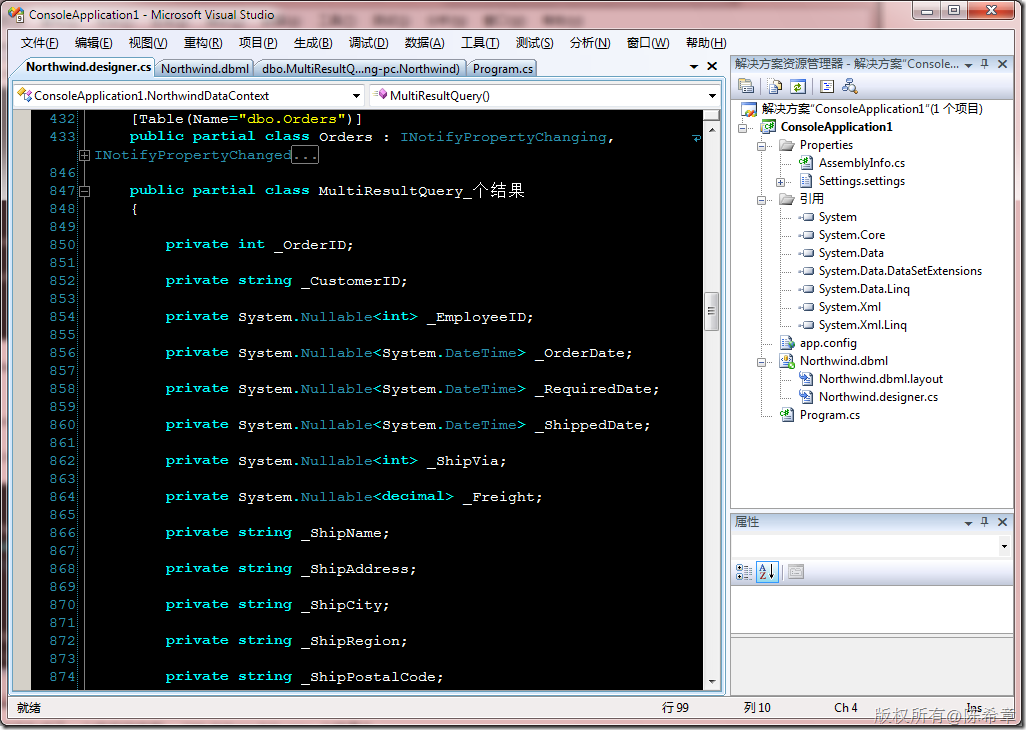 ConsoleApplication1 - Microsoft Visual Studio
文件(F) 编辑(E) 视图(V) 重构(R) 项目(P) 生成(B) 调试(D) 数据(A) 工具(T) 测试(S) 分析(N) 窗口(W) 帮助(H)
Northwind.designer.cs Northwind.dbml dbo.MultiResultQ...ng-pc.Northwind) Program.cs
ConsoleApplication1.NorthwindDataContext MultiResultQuery()
432 [Table(Name="dbo.Orders")]
433 public partial class Orders : INotifyPropertyChanging,
INotifyPropertyChanged...
846
847 public partial class MultiResultQuery_个结果
848 {
849
850 private int _OrderID;
851
852 private string _CustomerID;
853
854 private System.Nullable<int> _EmployeeID;
855
856 private System.Nullable<System.DateTime> _OrderDate;
857
858 private System.Nullable<System.DateTime> _RequiredDate;
859
860 private System.Nullable<System.DateTime> _ShippedDate;
861
862 private System.Nullable<int> _ShipVia;
863
864 private System.Nullable<decimal> _Freight;
865
866 private string _ShipName;
867
868 private string _ShipAddress;
869
870 private string _ShipCity;
871
872 private string _ShipRegion;
873
874 private string _ShipPostalCode;
解决方案资源管理器 - 解决方案"Console...
解决方案"ConsoleApplication1"(1 个项目)
ConsoleApplication1
Properties
AssemblyInfo.cs
Settings.settings
引用
System
System.Core
System.Data
System.Data.DataSetExtensions
System.Data.Linq
System.Xml
System.Xml.Linq
app.config
Northwind.dbml
Northwind.dbml.layout
Northwind.designer.cs
Program.cs
属性
就绪 行 99 列 10 Ch 4 Ins
版权所有@陈希章